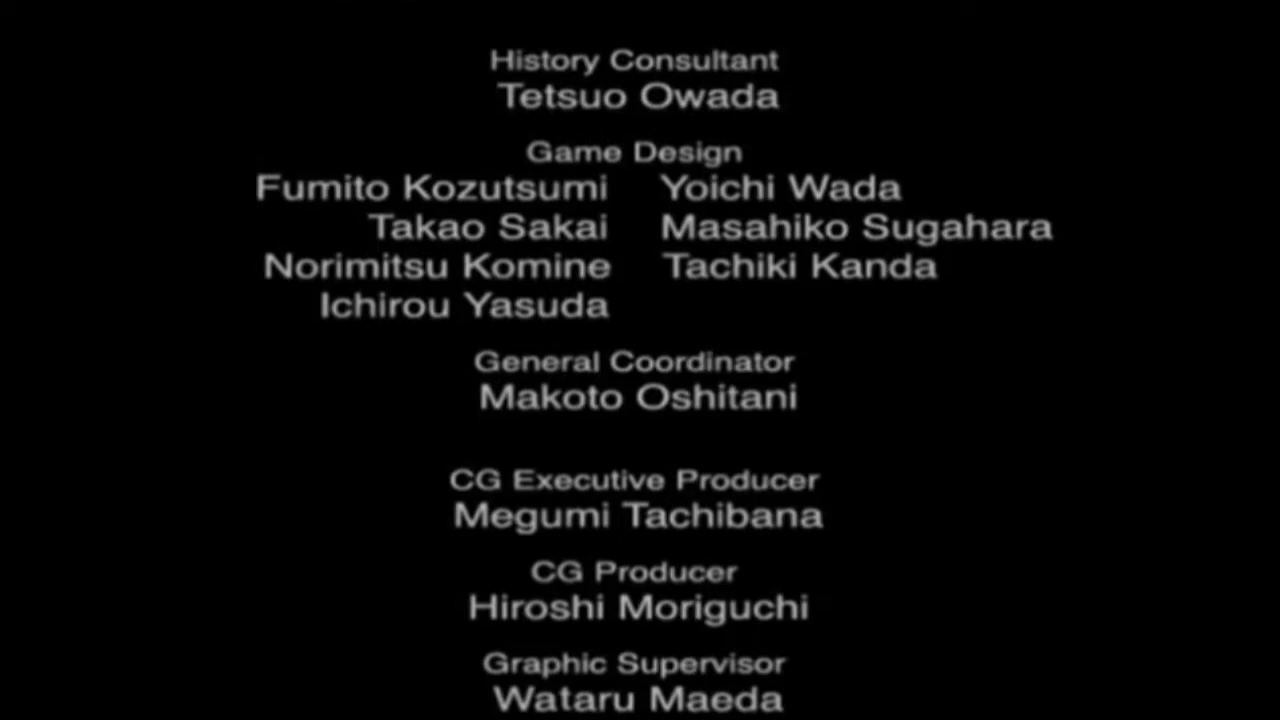 History Consultant
Tetsuo Owada
Game Design
Fumito Kozutsumi Yoichi Wada
Takao Sakai Masahiko Sugahara
Norimitsu Komine Tachiki Kanda
Ichirou Yasuda
General Coordinator
Makoto Oshitani
CG Executive Producer
Megumi Tachibana
CG Producer
Hiroshi Moriguchi
Graphic Supervisor
Wataru Maeda